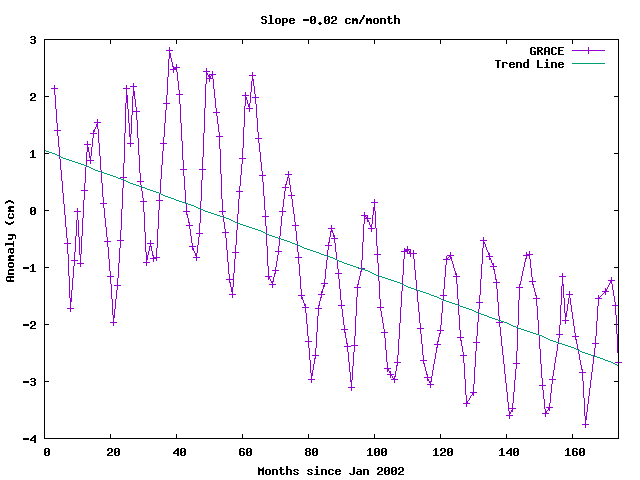 Slope -0.02 cm/month
GRACE
Trend Line
3
2
1
0
-1
-2
-3
-4
Anomaly (cm)
0 20 40 60 80 100 120 140 160
Months since Jan 2002